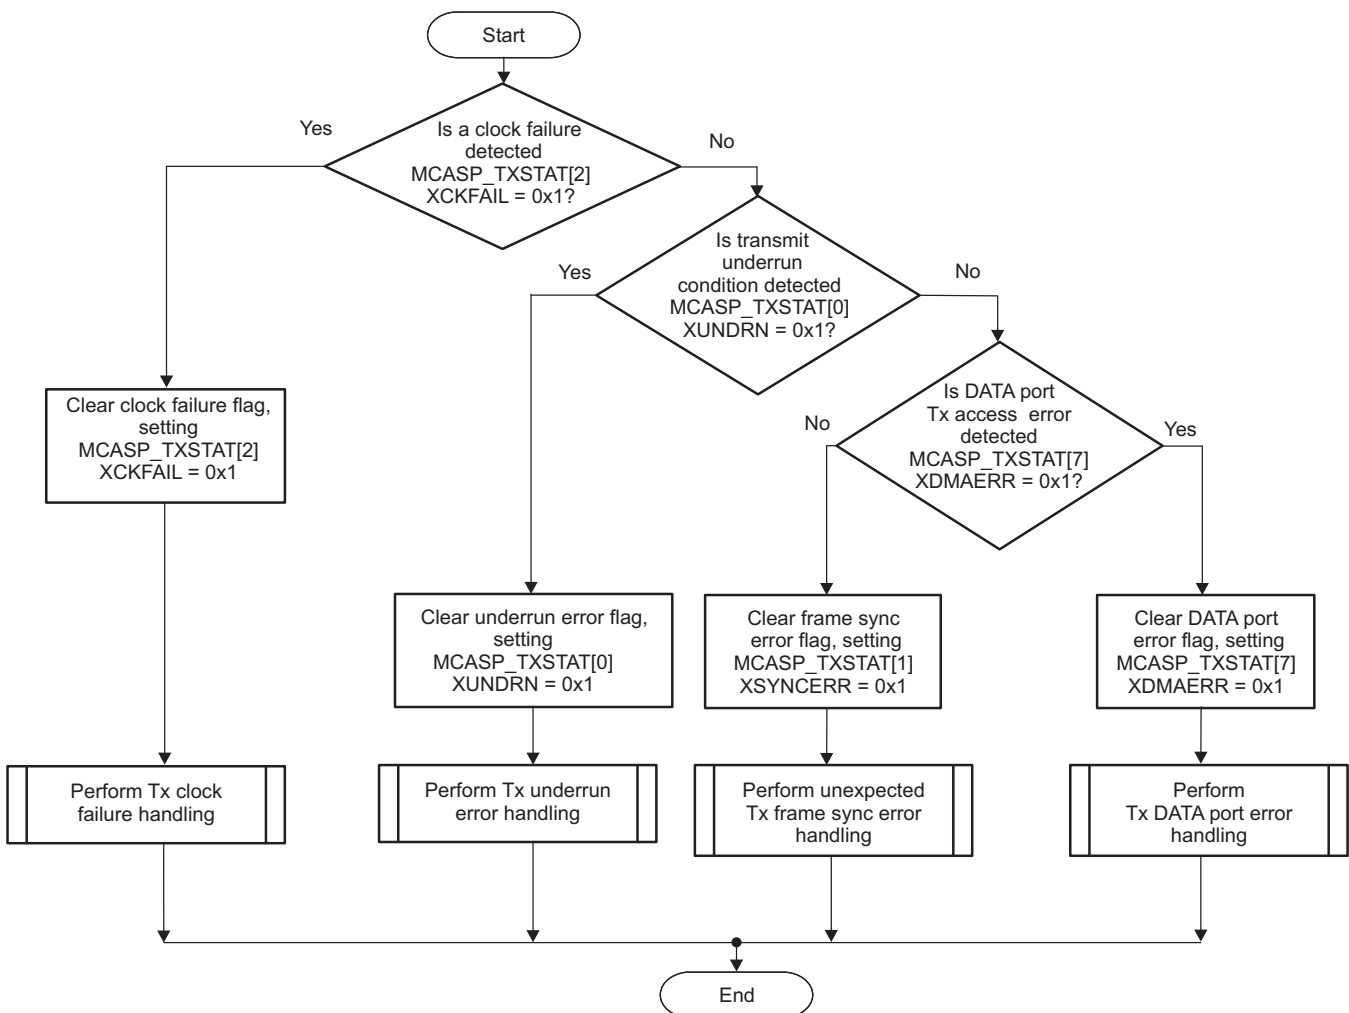 Start
Is a clock failure
detected
MCASP_TXSTAT[2]
XCKFAIL = 0x1?
Yes
No
Is transmit
underrun
condition detected
MCASP_TXSTAT[0]
XUNDRN = 0x1?
Yes
No
Is DATA port
Tx access error
detected
MCASP_TXSTAT[7]
XDMAERR = 0x1?
No
Yes
Clear clock failure flag,
setting
MCASP_TXSTAT[2]
XCKFAIL = 0x1
Clear underrun error flag,
setting
MCASP_TXSTAT[0]
XUNDRN = 0x1
Clear frame sync
error flag, setting
MCASP_TXSTAT[1]
XSYNCERR = 0x1
Clear DATA port
error flag, setting
MCASP_TXSTAT[7]
XDMAERR = 0x1
Perform Tx clock
failure handling
Perform Tx underrun
error handling
Perform unexpected
Tx frame sync error
handling
Perform
Tx DATA port error
handling
End